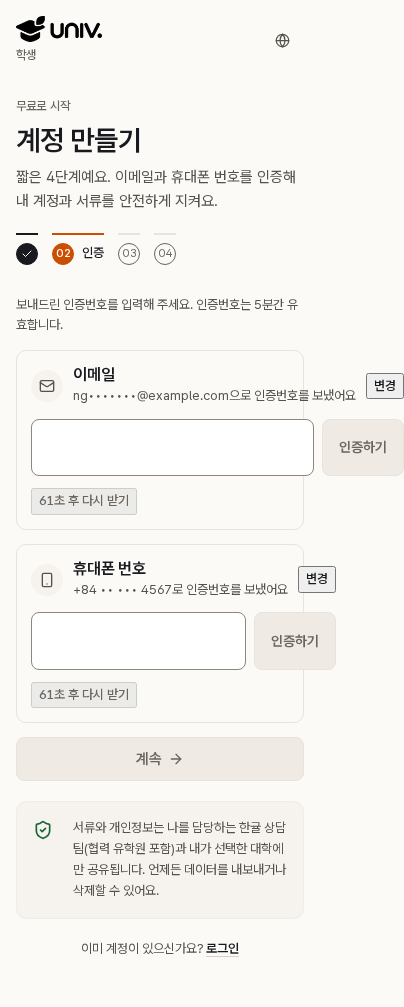 UNIV.
학생
무료로 시작
계정 만들기
짧은 4단계예요. 이메일과 휴대폰 번호를 인증해
내 계정과 서류를 안전하게 지켜요.
02 인증 03 04
보내드린 인증번호를 입력해 주세요. 인증번호는 5분간 유
효합니다.
이메일
ng•••••••@example.com으로 인증번호를 보냈어요
변경
인증하기
61초 후 다시 받기
휴대폰 번호
+84 •• ••• 4567로 인증번호를 보냈어요
변경
인증하기
61초 후 다시 받기
계속 →
서류와 개인정보는 나를 담당하는 한귤 상담
팀(협력 유학원 포함)과 내가 선택한 대학에
만 공유됩니다. 언제든 데이터를 내보내거나
삭제할 수 있어요.
이미 계정이 있으신가요? 로그인